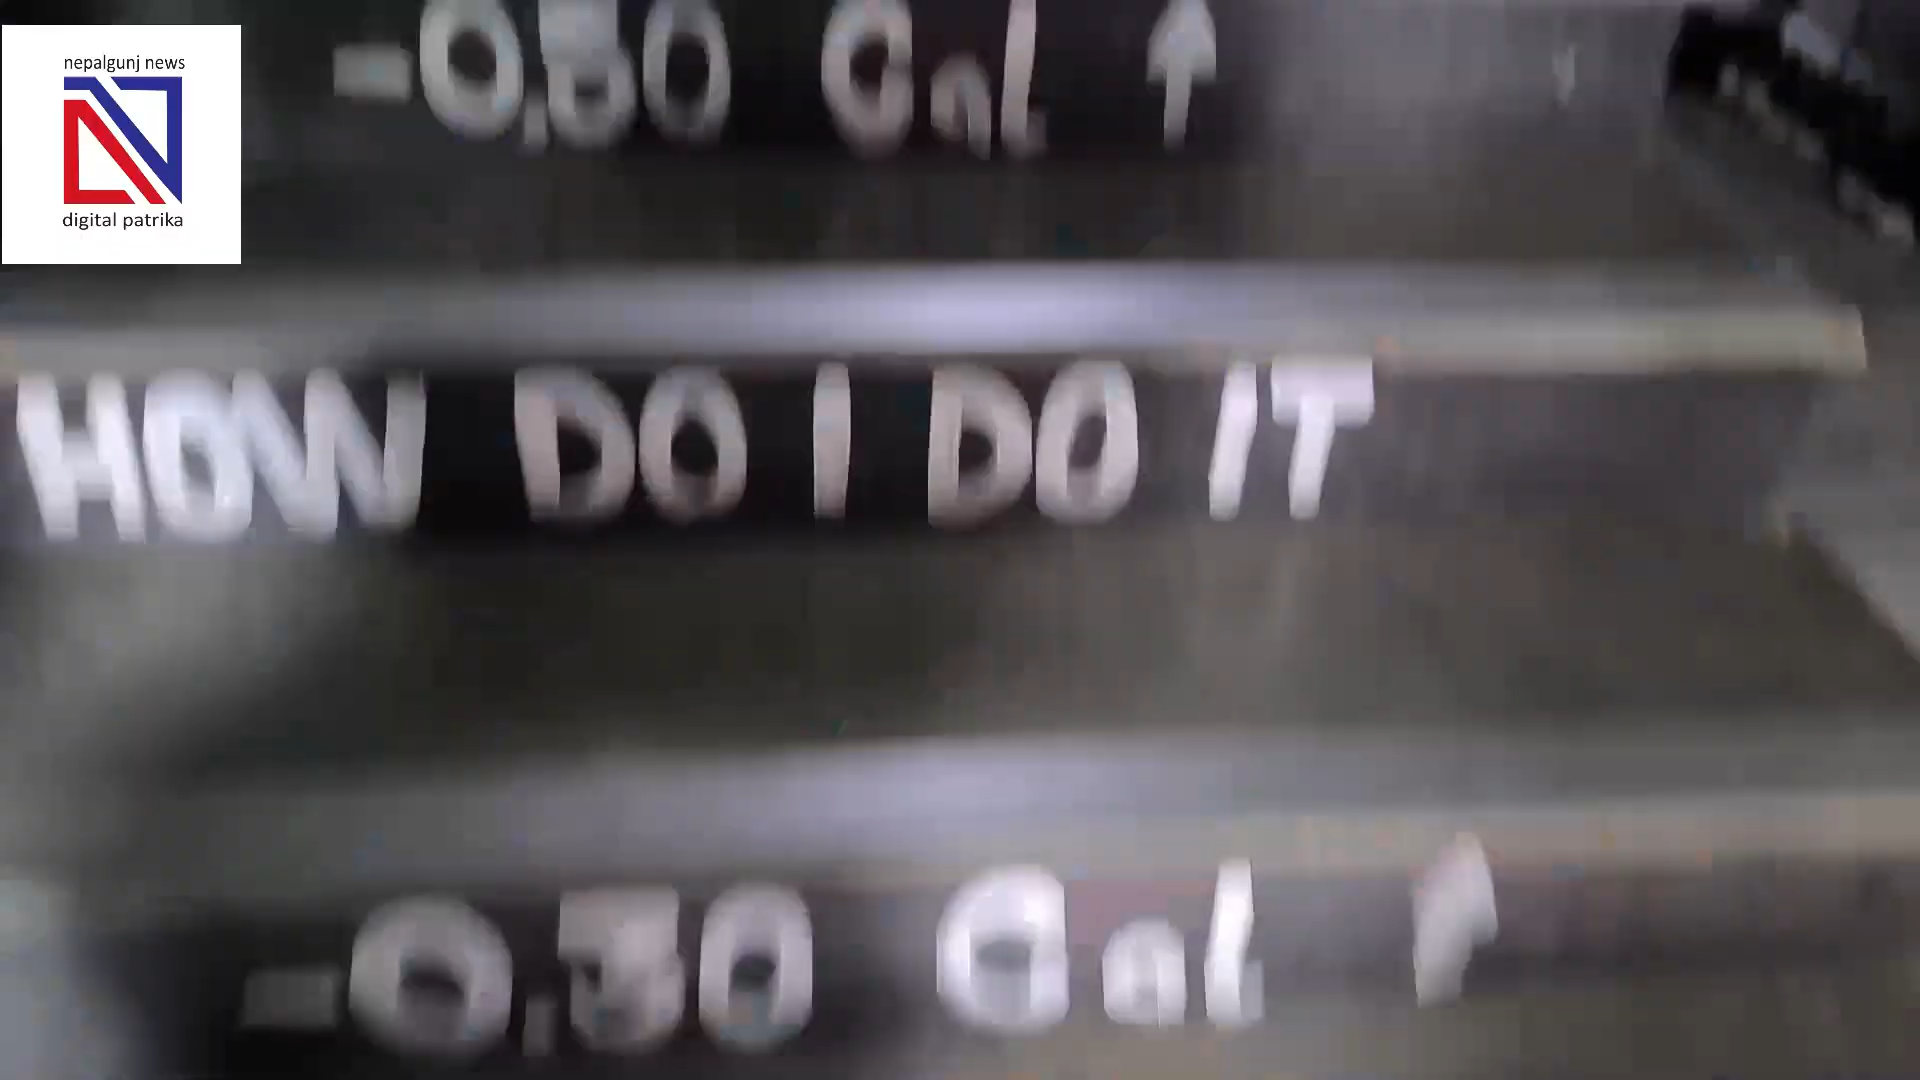 nepalgunj news
digital patrika
-0.50 Gal ↑
HOW DO I DO IT
-0.30 Gal ↑